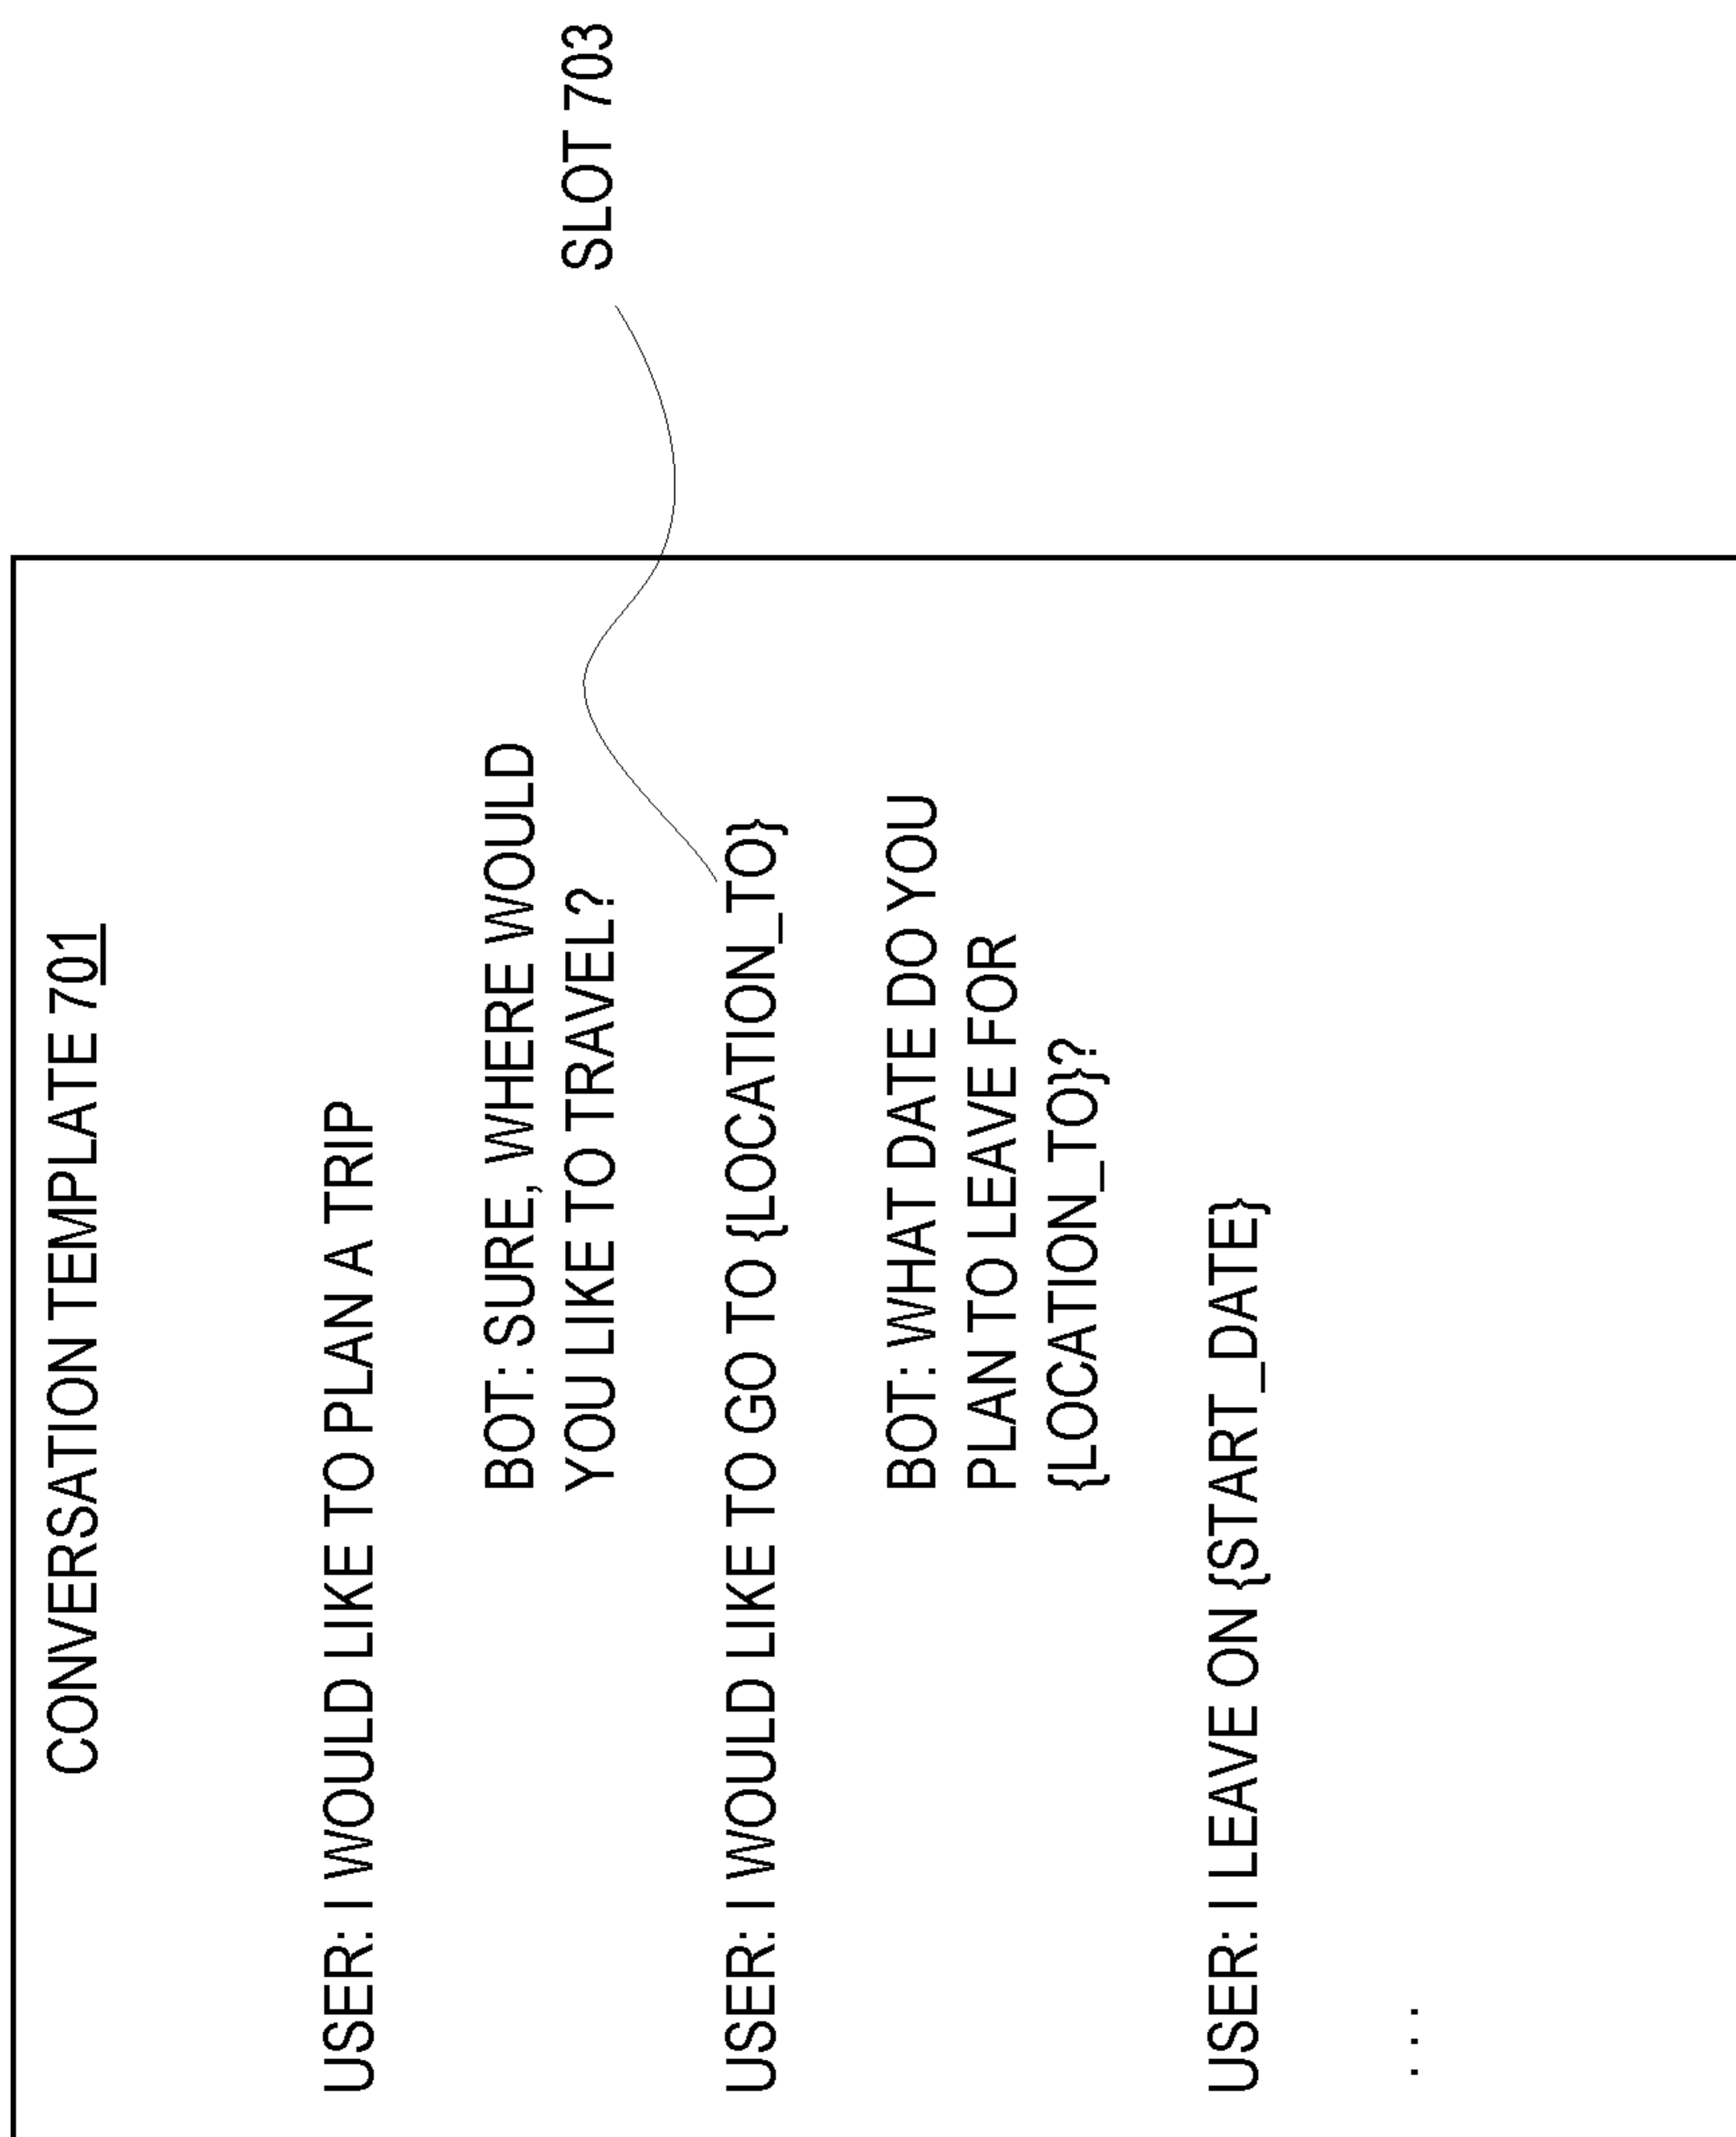 CONVERSATION TEMPLATE 701
USER: I WOULD LIKE TO PLAN A TRIP
BOT: SURE, WHERE WOULD
YOU LIKE TO TRAVEL?
SLOT 703
USER: I WOULD LIKE TO GO TO {LOCATION_TO}
BOT: WHAT DATE DO YOU
PLAN TO LEAVE FOR
{LOCATION_TO}?
USER: I LEAVE ON {START_DATE}
. . .